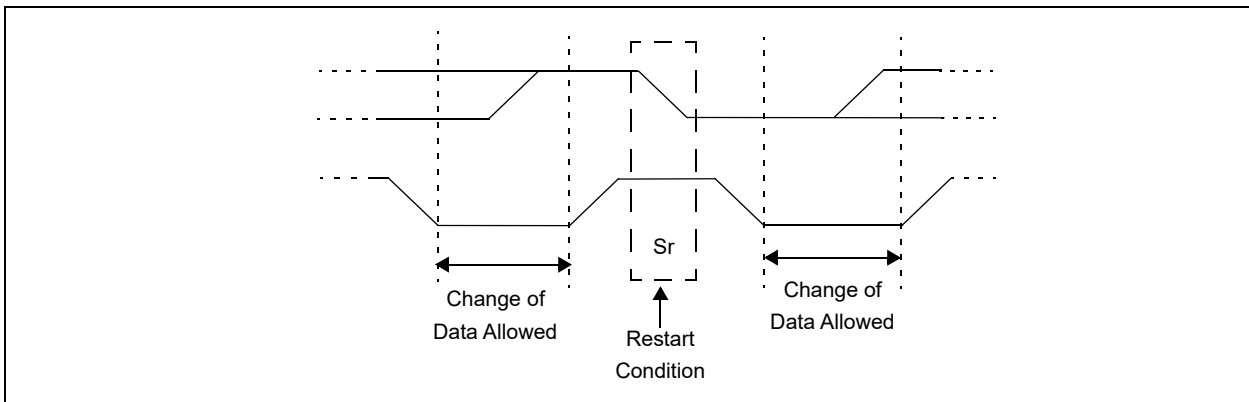 Sr
Change of
Data Allowed
Restart
Condition
Change of
Data Allowed